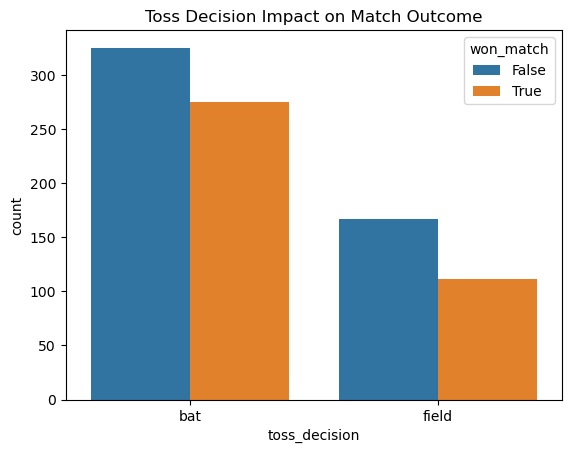 Toss Decision Impact on Match Outcome
won_match
False
True
count
300
250
200
150
100
50
0
bat
field
toss_decision